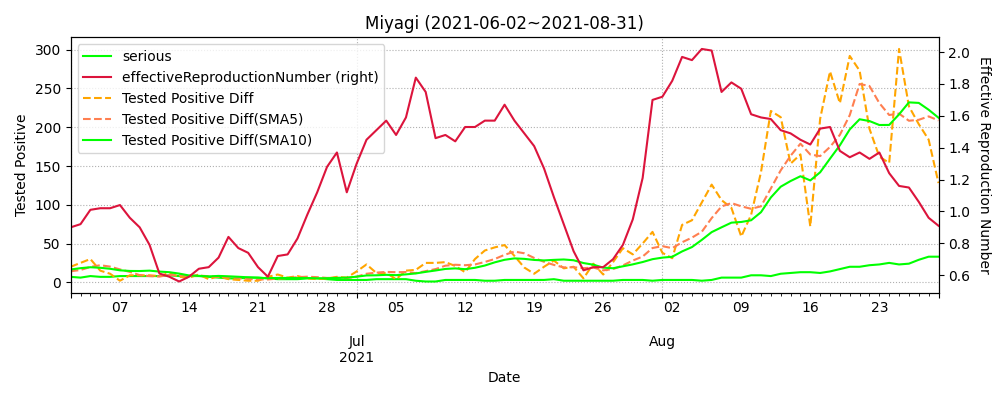 Miyagi (2021-06-02~2021-08-31)
serious
effectiveReproductionNumber (right)
Tested Positive Diff
Tested Positive Diff(SMA5)
Tested Positive Diff(SMA10)
Tested Positive
300
250
200
150
100
50
0
2.0
1.8
1.6
1.4
1.2
1.0
0.8
0.6
Effective Reproduction Number
07 14 21 28 05 12 19 26 02 09 16 23
Jul Aug
2021
Date